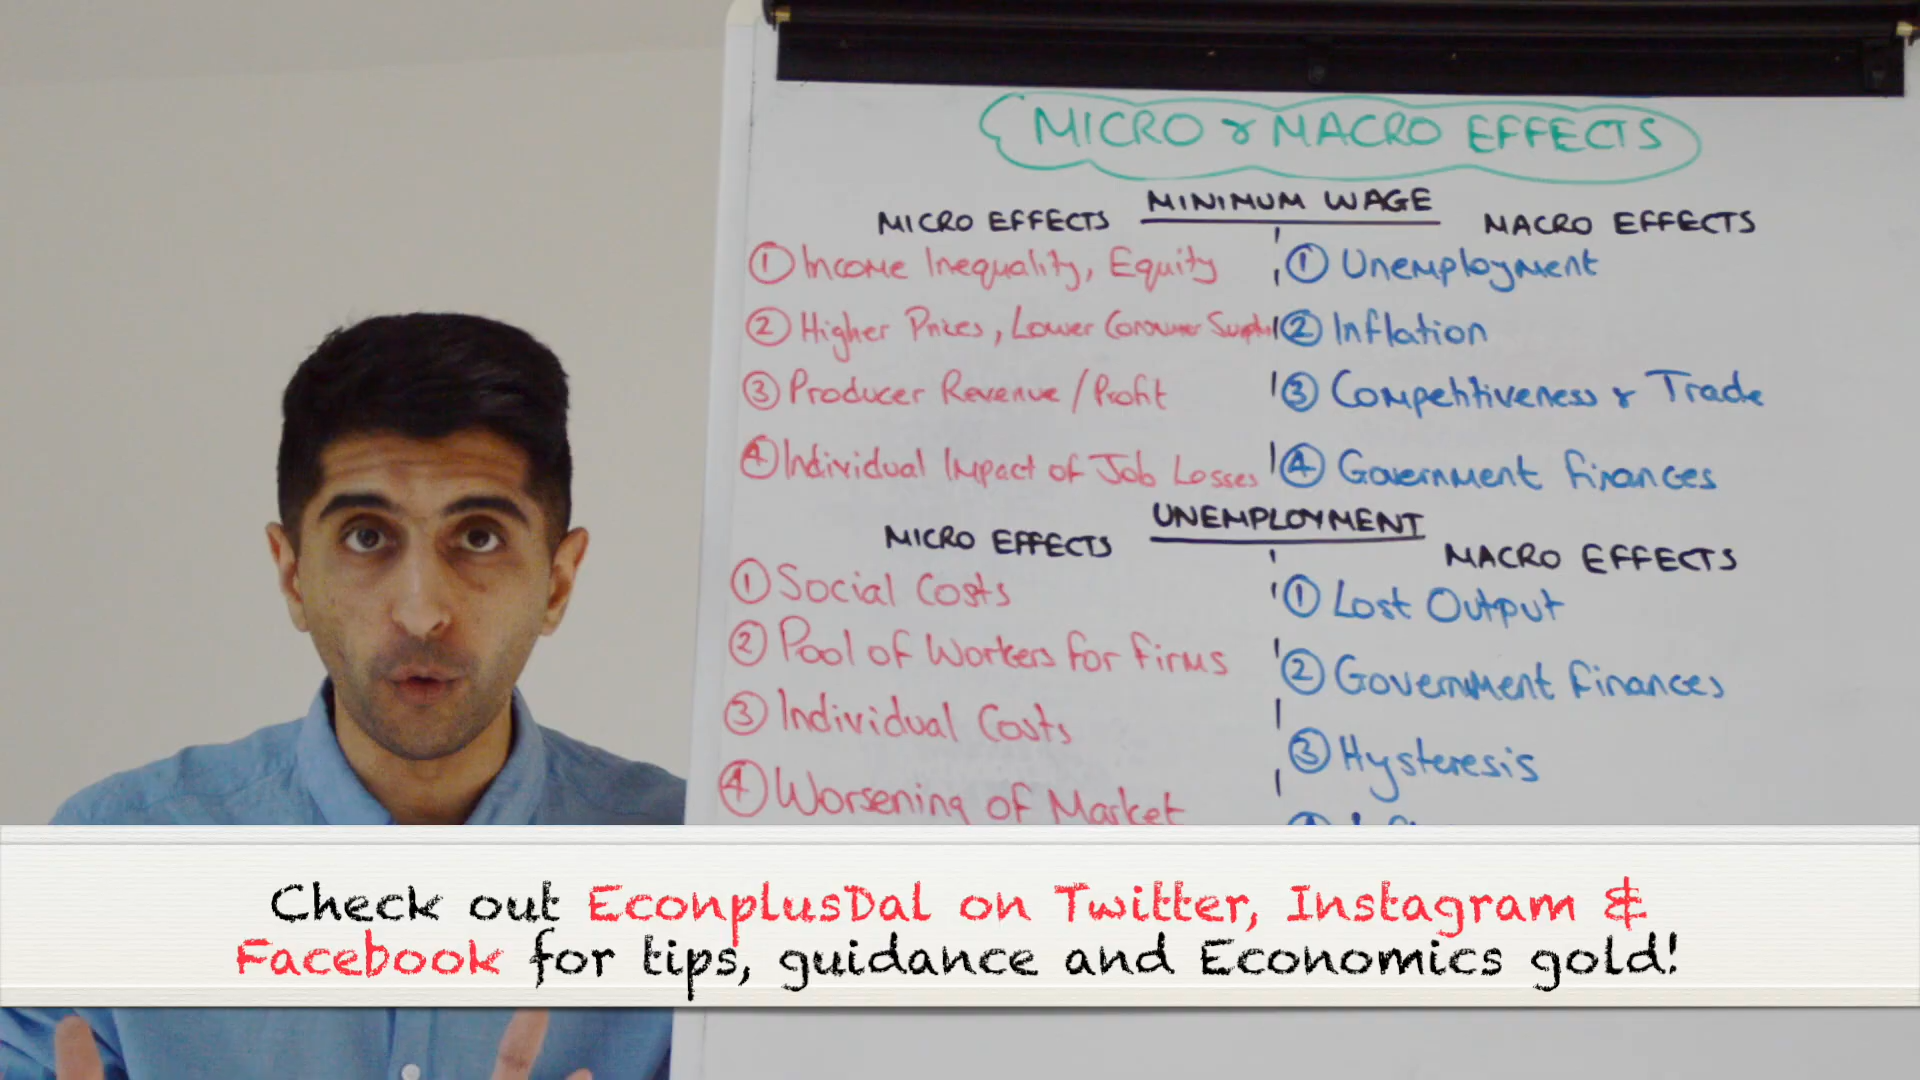 MICRO & MACRO EFFECTS
MINIMUM WAGE
MICRO EFFECTS
MACRO EFFECTS
① Income Inequality, Equity
② Higher Prices, Lower Consumer
③ Producer Revenue / Profit
④ Individual Impact of Job Losses
① Unemployment
② Inflation
③ Competitiveness & Trade
④ Government Finances
UNEMPLOYMENT
MICRO EFFECTS
MACRO EFFECTS
① Social Costs
② Pool of Workers for Firms
③ Individual Costs
④ Worsening of Market
① Lost Output
② Government Finances
③ Hysteresis
Check out EconplusDal on Twitter, Instagram &
Facebook for tips, guidance and Economics gold!